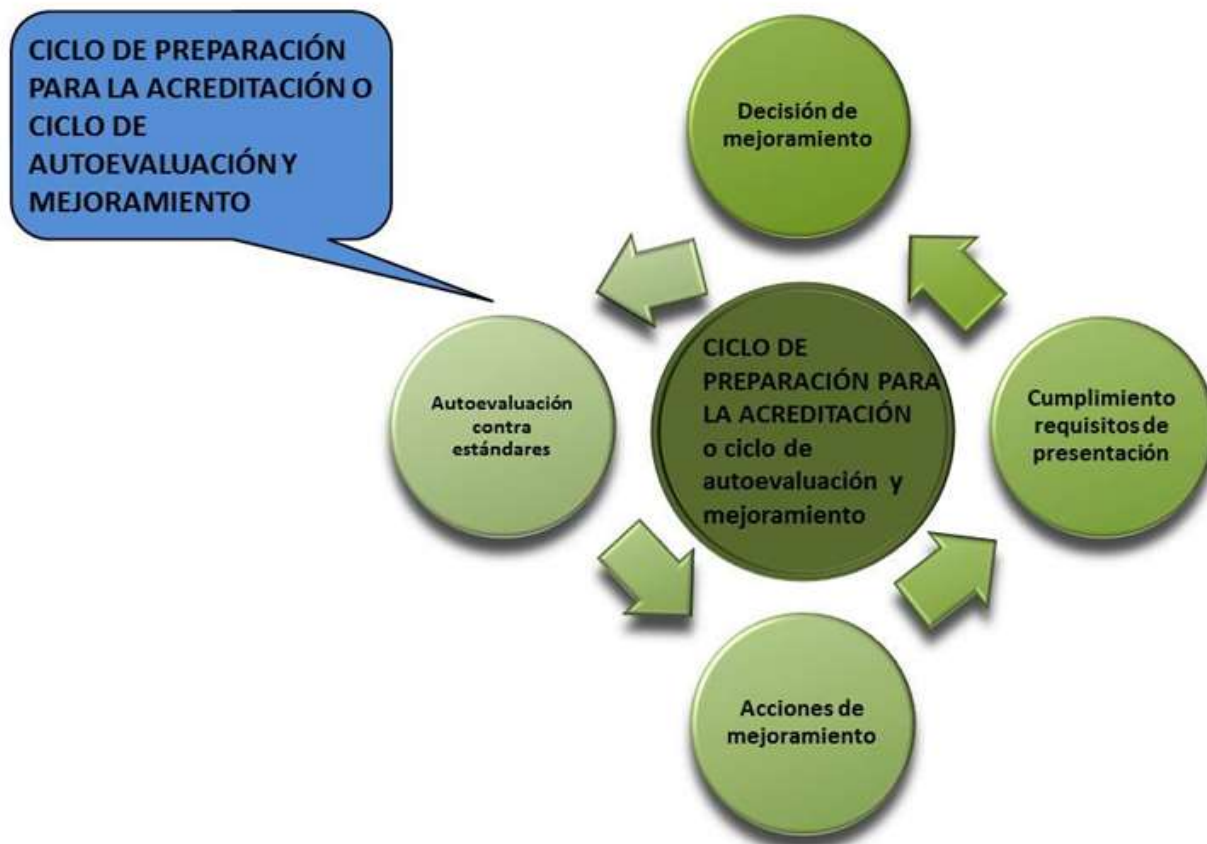 CICLO DE PREPARACIÓN
PARA LA ACREDITACIÓN O
CICLO DE
AUTOEVALUACIÓN Y
MEJORAMIENTO
Decisión de
mejoramiento
Autoevaluación
contra
estándares
CICLO DE
PREPARACIÓN PARA
LA ACREDITACIÓN
o ciclo de
autoevaluación y
mejoramiento
Cumplimiento
requisitos de
presentación
Acciones de
mejoramiento